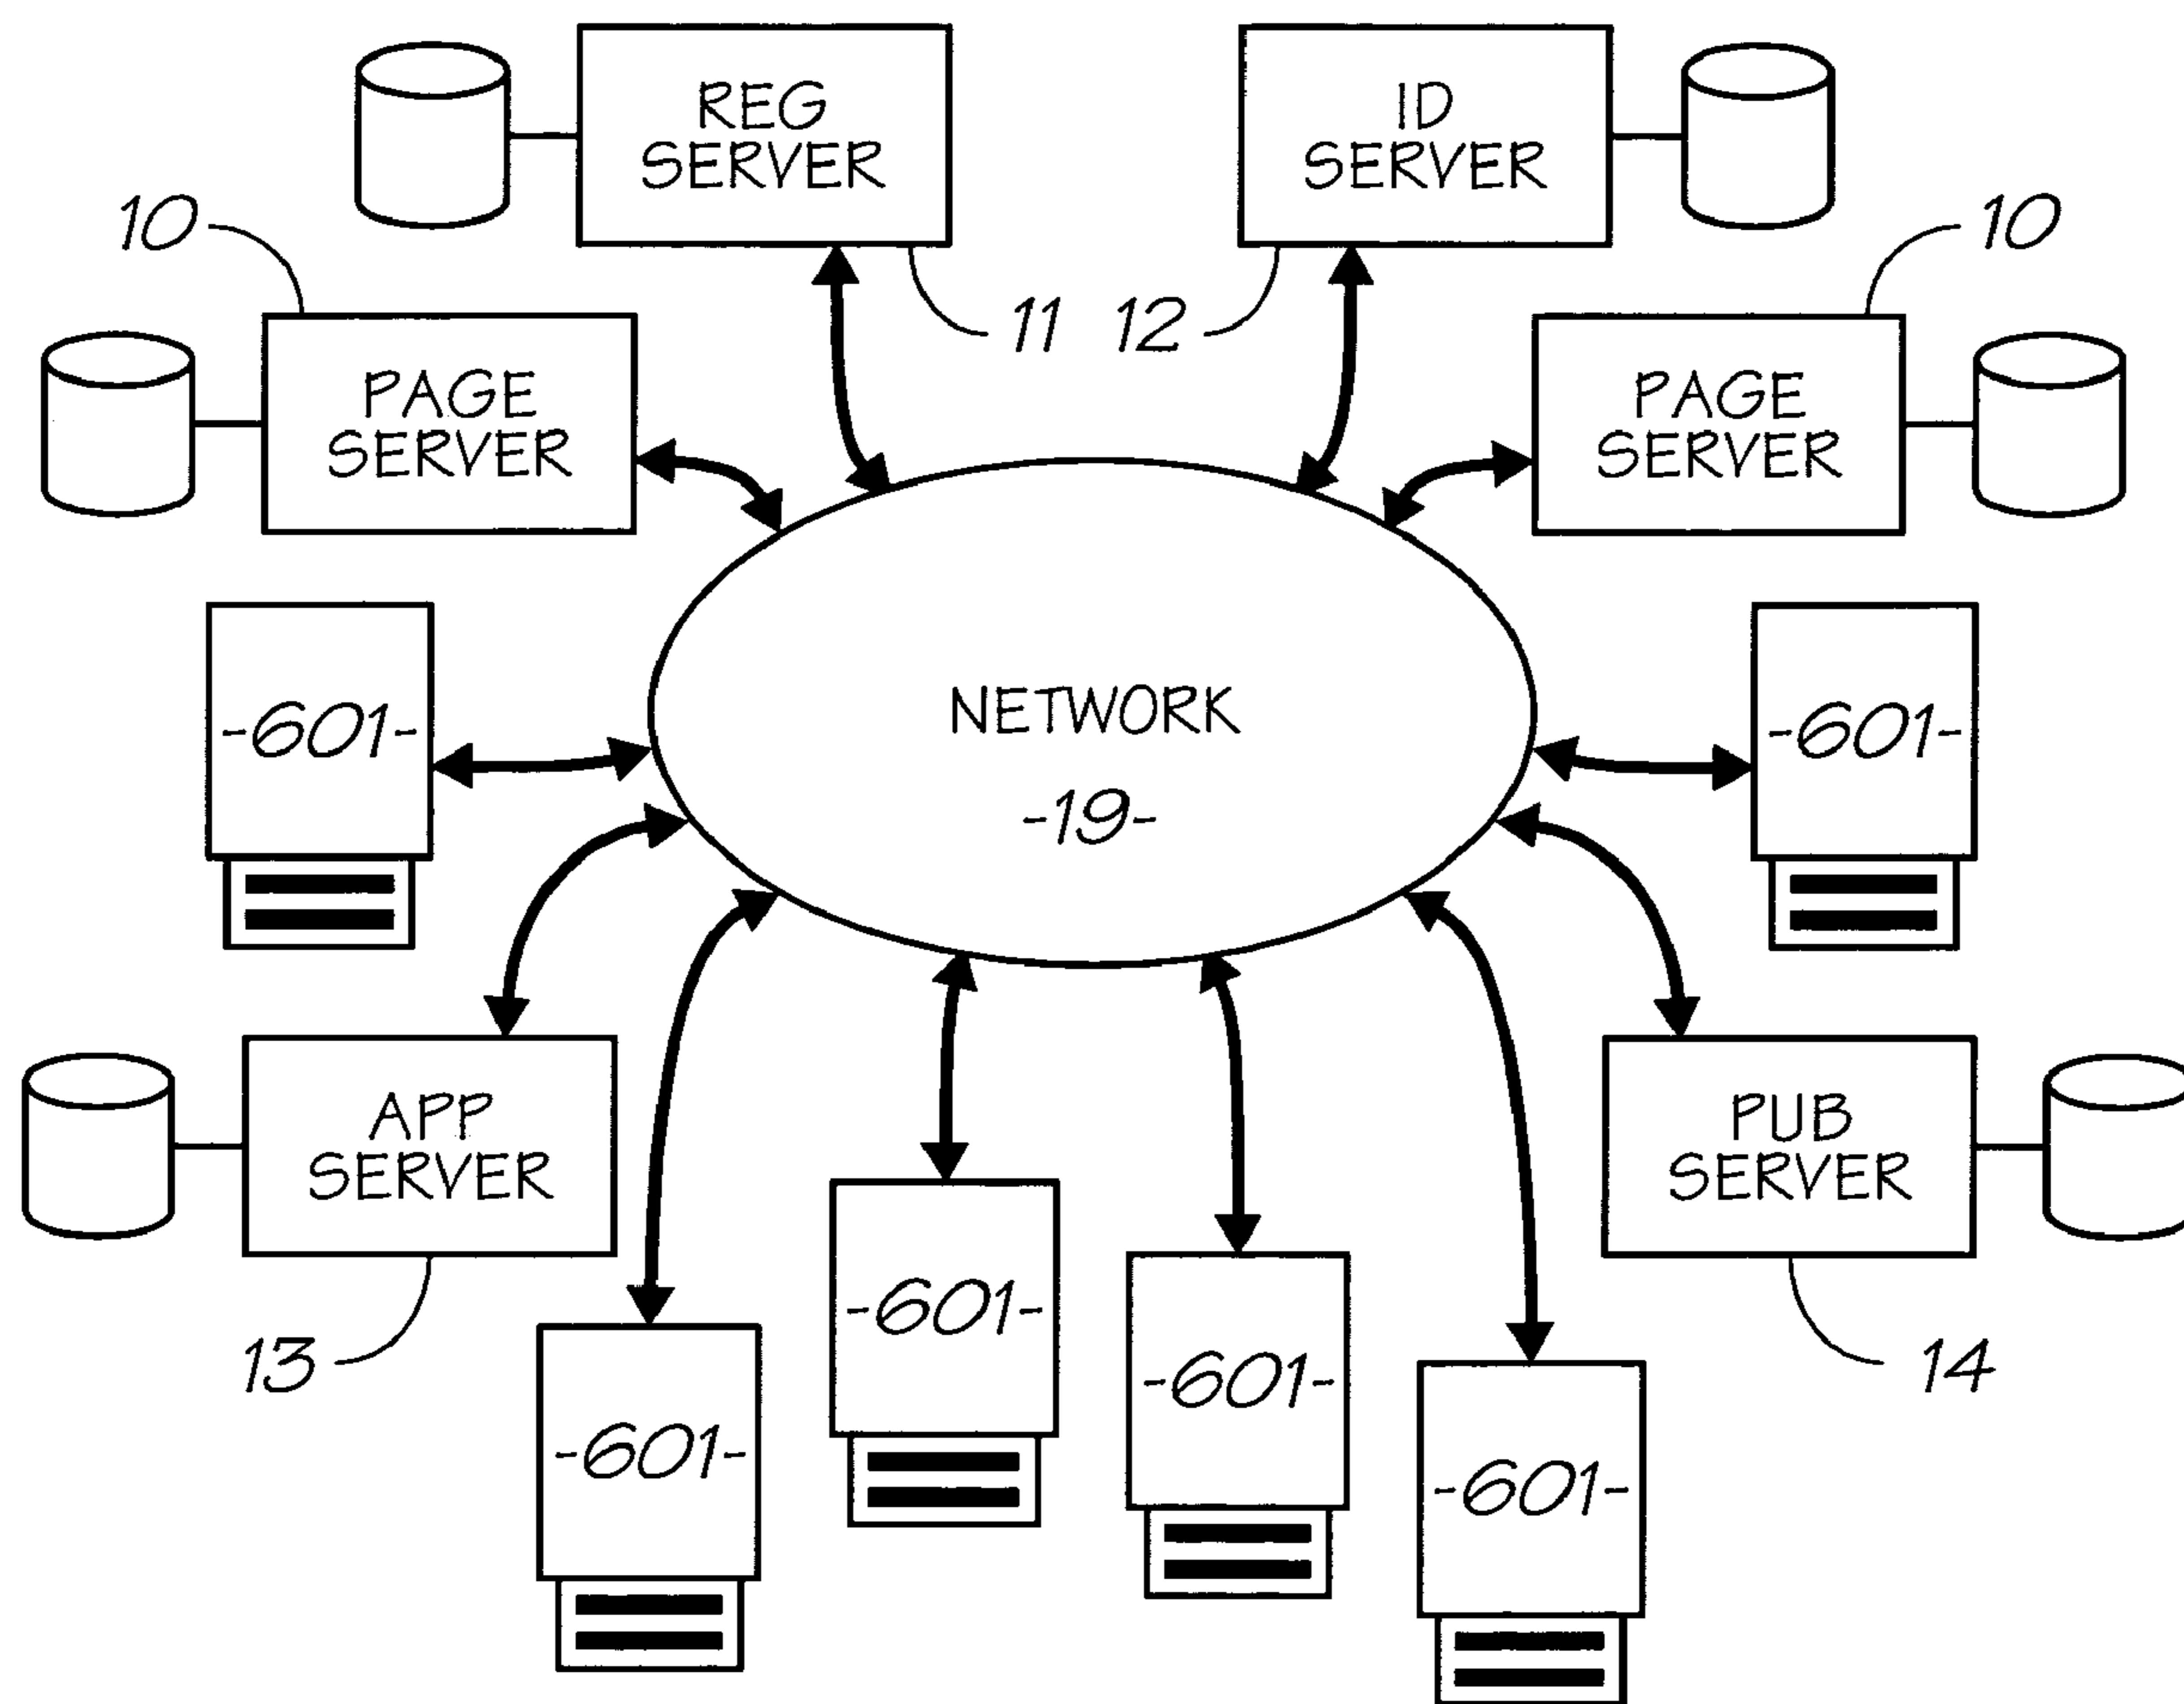 REG
SERVER
ID
SERVER
10
10
11
12
PAGE
SERVER
PAGE
SERVER
-601-
NETWORK
-19-
-601-
APP
SERVER
PUB
SERVER
-601-
-601-
13
14
-601-
-601-